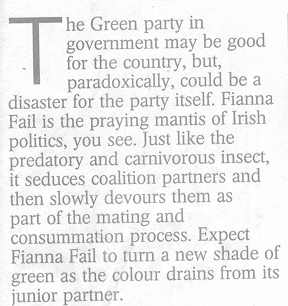 The Green party in
government may be good
for the country, but,
paradoxically, could be a
disaster for the party itself. Fianna
Fail is the praying mantis of Irish
politics, you see. Just like the
predatory and carnivorous insect,
it seduces coalition partners and
then slowly devours them as
part of the mating and
consummation process. Expect
Fianna Fail to turn a new shade of
green as the colour drains from its
junior partner.